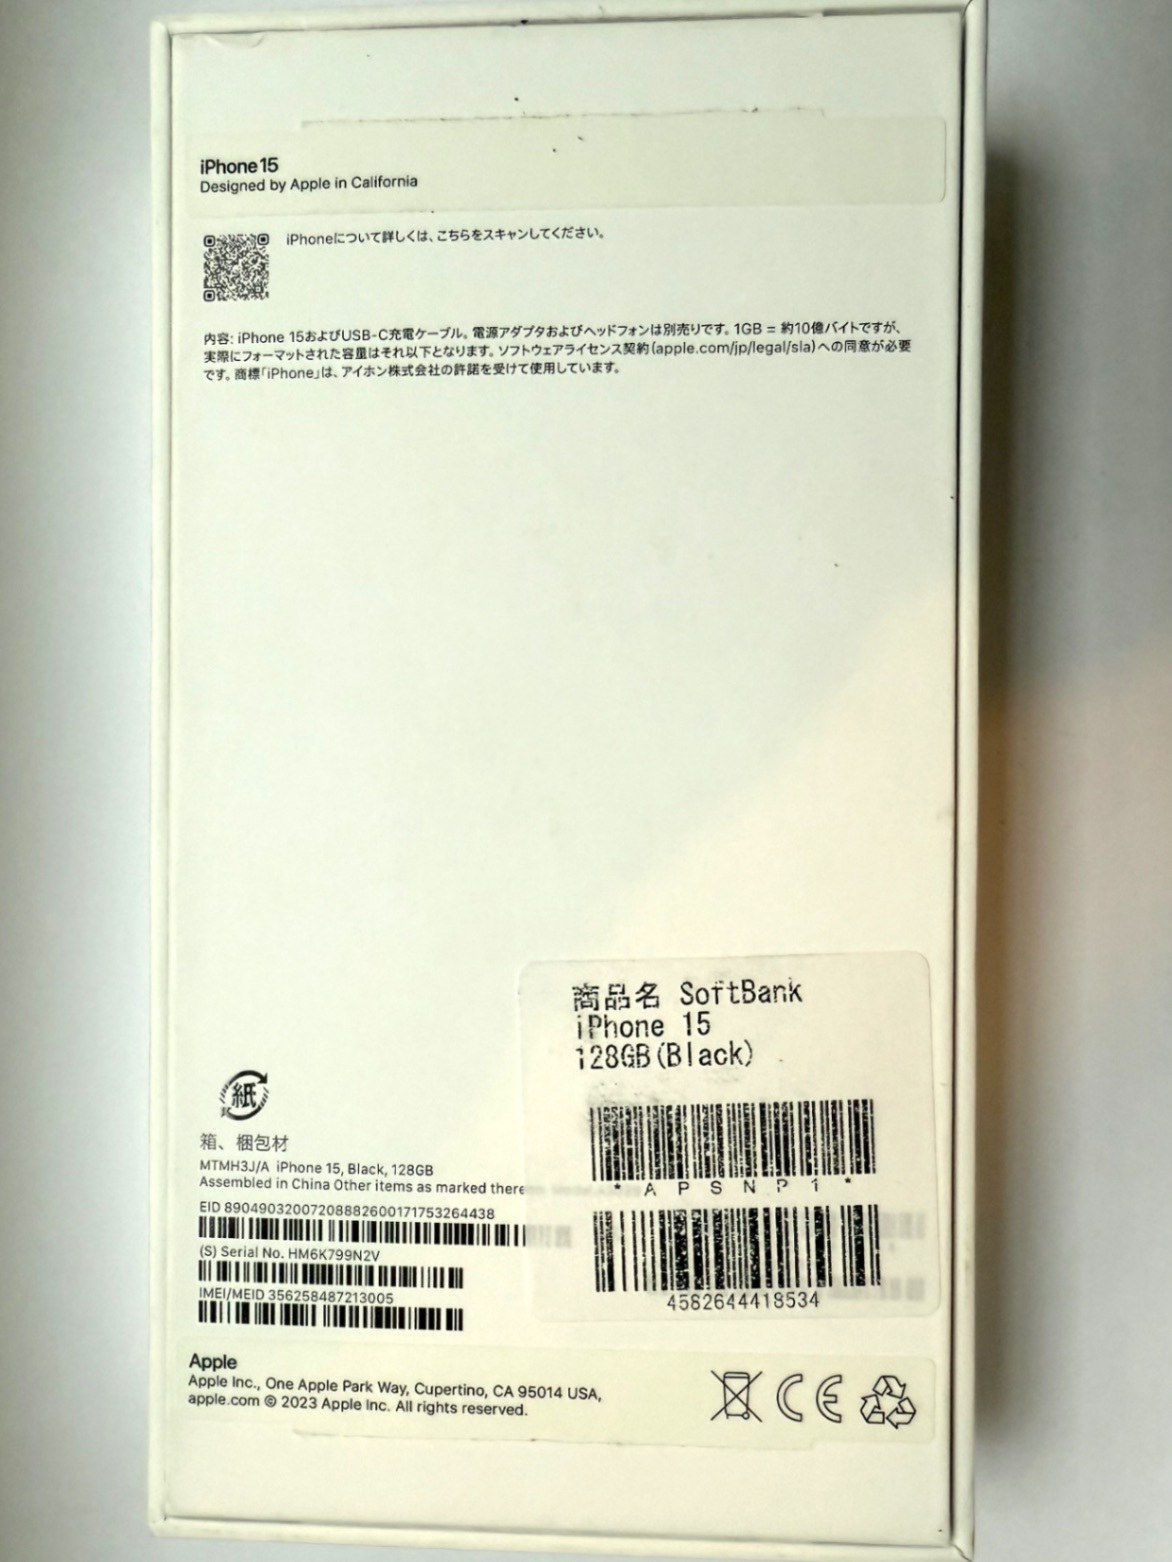 iPhone 15
Designed by Apple in California
iPhoneについて詳しくは、こちらをスキャンしてください。
内容: iPhone 15およびUSB-C充電ケーブル。電源アダプタおよびヘッドフォンは別売りです。1GB = 約10億バイトですが、
実際にフォーマットされた容量はそれ以下となります。ソフトウェアライセンス契約(apple.com/jp/legal/sla)への同意が必要
です。商標「iPhone」は、アイホン株式会社の許諾を受けて使用しています。
商品名 SoftBank
iPhone 15
128GB(Black)
* A P S N P 1 *
4582644418534
紙
箱、梱包材
MTMH3J/A iPhone 15, Black, 128GB
Assembled in China Other items as marked there
EID 89049032007208882600171753264438
(S) Serial No. HM6K799N2V
IMEI/MEID 356258487213005
Apple
Apple Inc., One Apple Park Way, Cupertino, CA 95014 USA,
apple.com © 2023 Apple Inc. All rights reserved.
CE